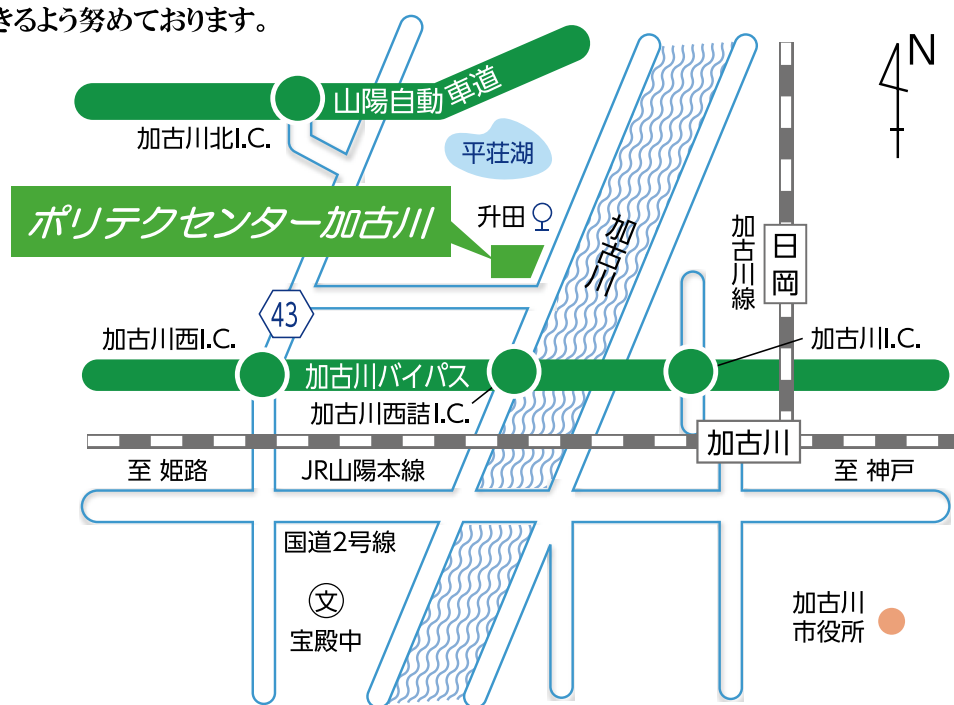 きるよう努めております。
N
山陽自動車道
加古川北I.C.
平荘湖
ポリテクセンター加古川
升田
加古川
加古川線
日岡
43
加古川西I.C.
加古川I.C.
加古川バイパス
加古川西詰I.C.
加古川
至 姫路
JR山陽本線
至 神戸
国道2号線
文
宝殿中
加古川
市役所